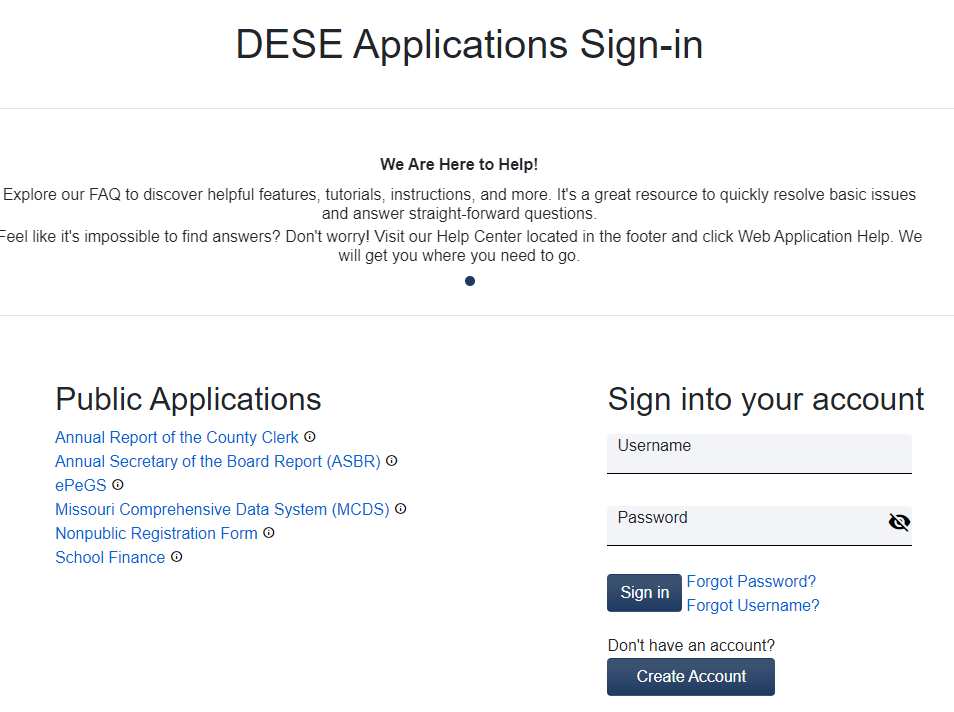 DESE Applications Sign-in
We Are Here to Help!
Explore our FAQ to discover helpful features, tutorials, instructions, and more. It's a great resource to quickly resolve basic issues
and answer straight-forward questions.
Feel like it's impossible to find answers? Don't worry! Visit our Help Center located in the footer and click Web Application Help. We
will get you where you need to go.
Public Applications
Annual Report of the County Clerk
Annual Secretary of the Board Report (ASBR)
ePeGS
Missouri Comprehensive Data System (MCDS)
Nonpublic Registration Form
School Finance
Sign into your account
Username
Password
Sign in
Forgot Password?
Forgot Username?
Don't have an account?
Create Account